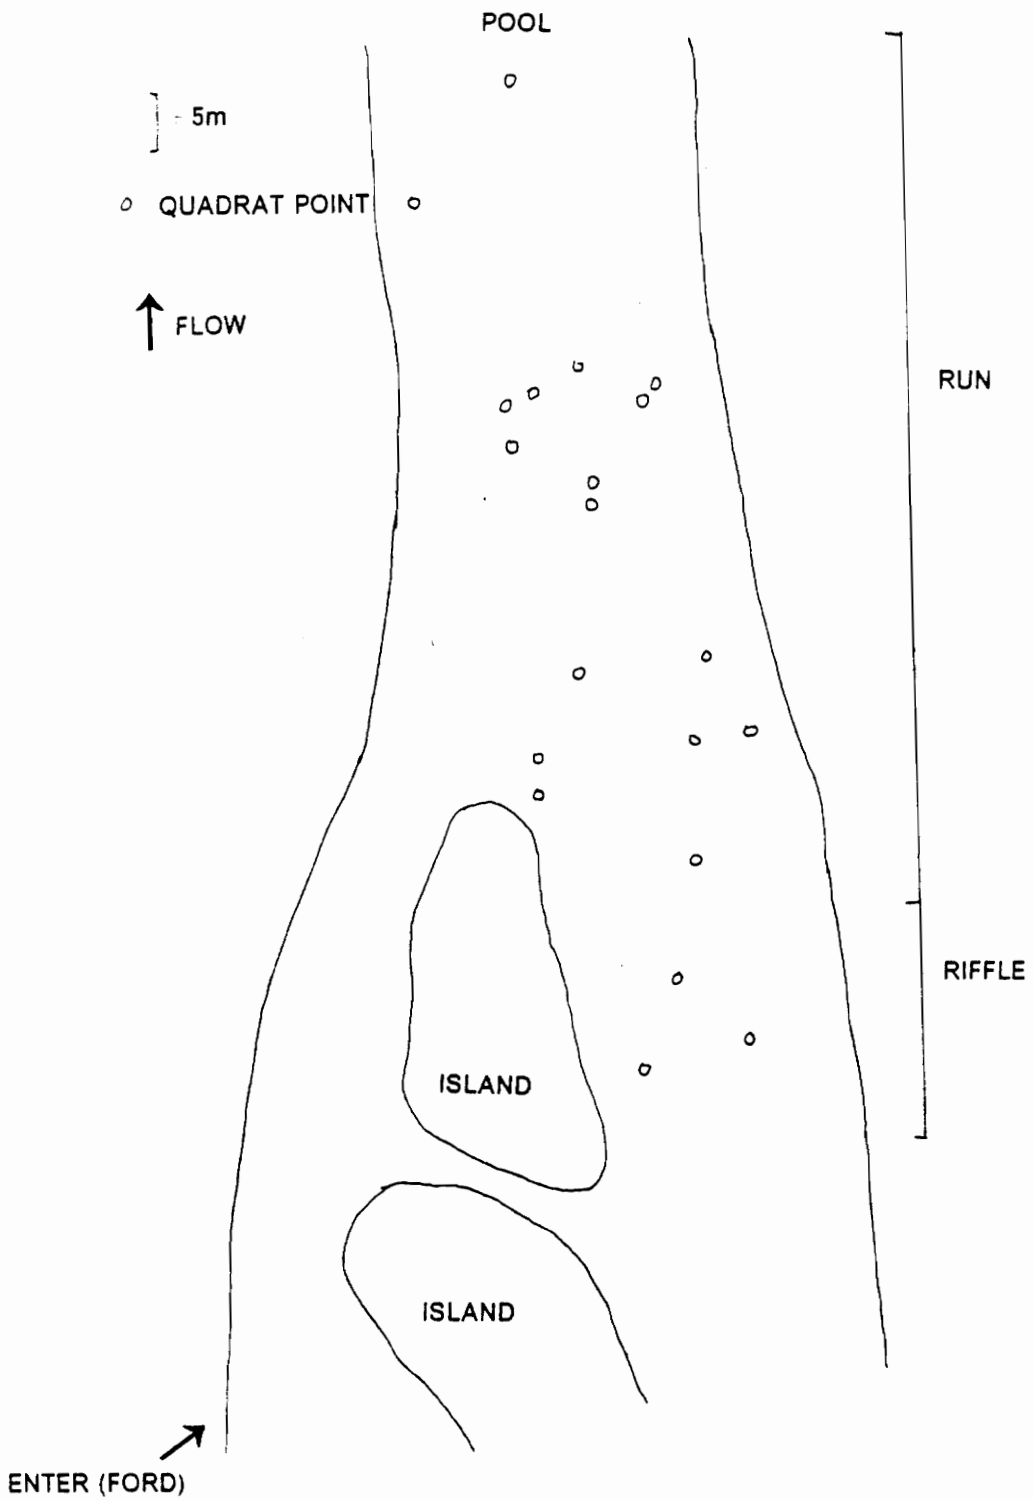 POOL
5m
QUADRAT POINT
FLOW
RUN
RIFFLE
ISLAND
ISLAND
ENTER (FORD)